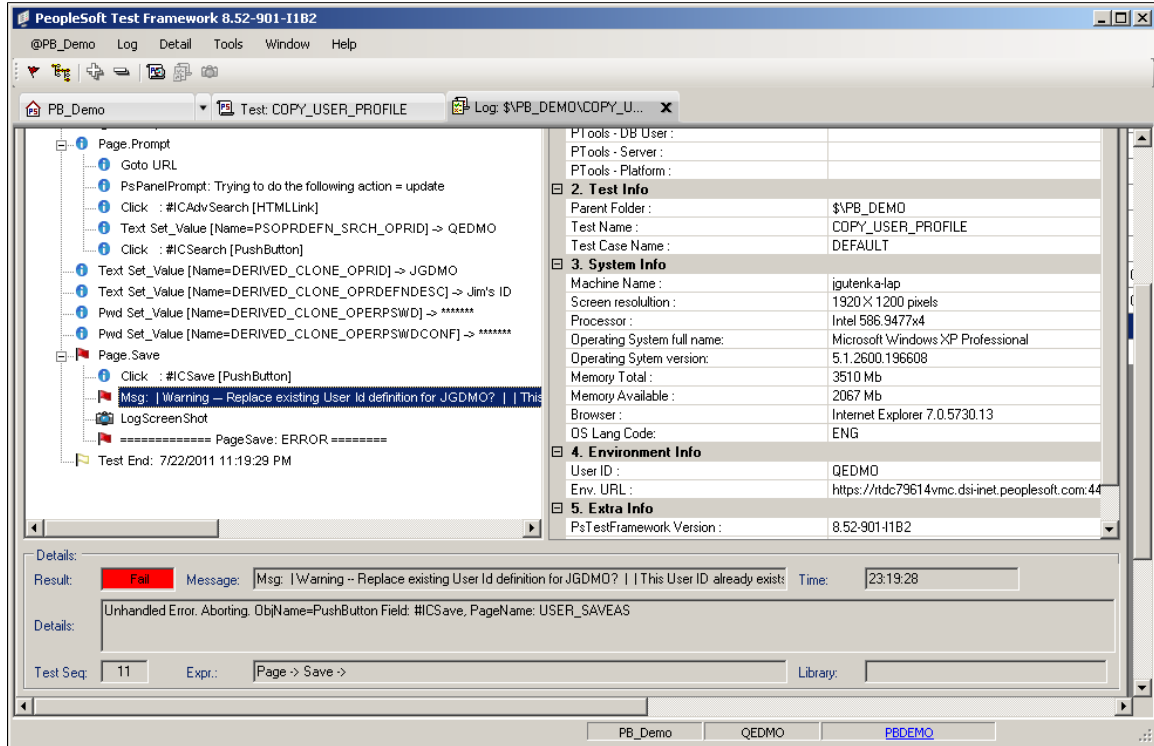 PeopleSoft Test Framework 8.52-901-I1B2
@PB_Demo Log Detail Tools Window Help
PB_Demo
Test: COPY_USER_PROFILE
Log: $\PB_DEMO\COPY_U... x
Page.Prompt
Goto URL
PsPanelPrompt: Trying to do the following action = update
Click : #ICAdvSearch [HTMLLink]
Text Set_Value [Name=PSOPRDEFN_SRCH_OPRID] -> QEDMO
Click : #ICSearch [PushButton]
Text Set_Value [Name=DERIVED_CLONE_OPRID] -> JGDMO
Text Set_Value [Name=DERIVED_CLONE_OPRDEFNDESC] -> Jim's ID
Pwd Set_Value [Name=DERIVED_CLONE_OPERPSWD] -> *******
Pwd Set_Value [Name=DERIVED_CLONE_OPERPSWDCONF] -> *******
Page.Save
Click : #ICSave [PushButton]
Msg: | Warning -- Replace existing User Id definition for JGDMO? | | This
LogScreenShot
============= PageSave: ERROR ========
Test End: 7/22/2011 11:19:29 PM
PTools - DB User :
PTools - Server :
PTools - Platform :
2. Test Info
Parent Folder : $\PB_DEMO
Test Name : COPY_USER_PROFILE
Test Case Name : DEFAULT
3. System Info
Machine Name : jgutenka-lap
Screen resolultion : 1920 X 1200 pixels
Processor : Intel 586.9477x4
Operating System full name: Microsoft Windows XP Professional
Operating Sytem version: 5.1.2600.196608
Memory Total : 3510 Mb
Memory Available : 2067 Mb
Browser : Internet Explorer 7.0.5730.13
OS Lang Code: ENG
4. Environment Info
User ID : QEDMO
Env. URL : https://rtdc79614vmc.dsi-inet.peoplesoft.com:44
5. Extra Info
PsTestFramework Version : 8.52-901-I1B2
Details:
Result: Fail Message: Msg: | Warning -- Replace existing User Id definition for JGDMO? | | This User ID already exists Time: 23:19:28
Details: Unhandled Error. Aborting. ObjName=PushButton Field: #ICSave, PageName: USER_SAVEAS
Test Seq: 11 Expr.: Page -> Save -> Library:
PB_Demo QEDMO PBDEMO